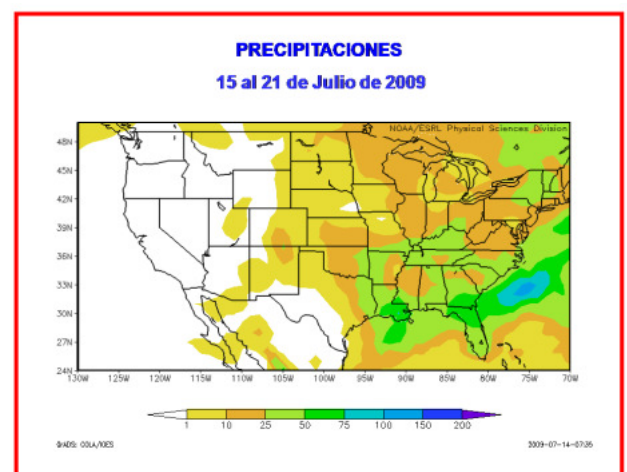 PRECIPITACIONES
15 al 21 de Julio de 2009
NOAA/ESRL Physical Sciences Division
48N
45N
42N
39N
36N
33N
30N
27N
24N
130W 125W 120W 115W 110W 105W 100W 95W 90W 85W 80W 75W 70W
1 10 25 50 75 100 150 200
GrADS: COLA/IGES 2009-07-14-07:35